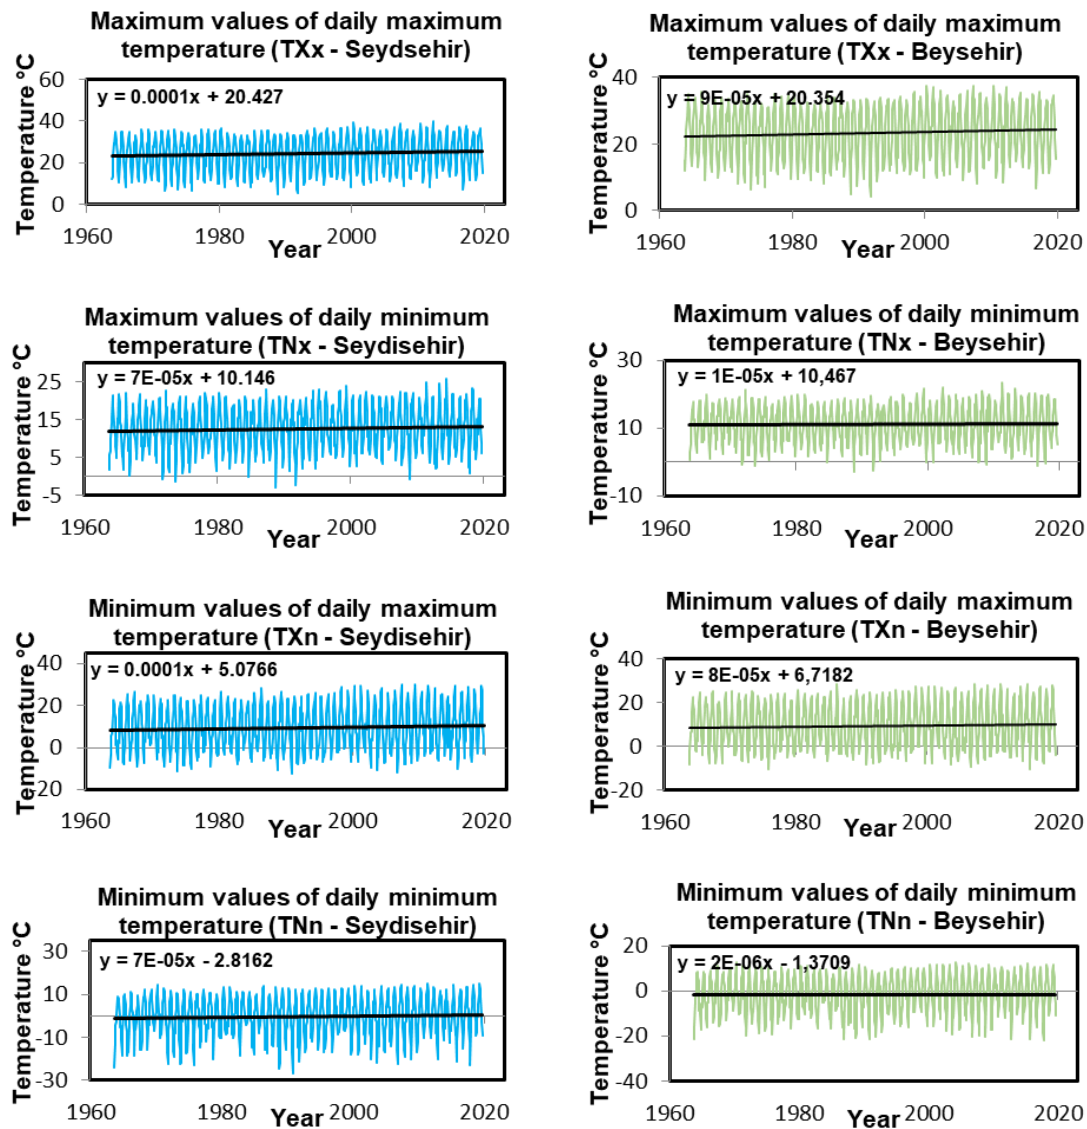 Maximum values of daily maximum
temperature (TXx - Seydsehir)
Temperature °C
60
40
20
0
y = 0.0001x + 20.427
1960
1980
2000
2020
Year
Maximum values of daily maximum
temperature (TXx - Beysehir)
Temperature °C
40
20
0
y = 9E-05x + 20.354
1960
1980
2000
2020
Year
Maximum values of daily minimum
temperature (TNx - Seydisehir)
Temperature °C
25
15
5
-5
y = 7E-05x + 10.146
1960
1980
2000
2020
Year
Maximum values of daily minimum
temperature (TNx - Beysehir)
Temperature °C
30
10
-10
y = 1E-05x + 10,467
1960
1980
2000
2020
Year
Minimum values of daily maximum
temperature (TXn - Seydisehir)
Temperature °C
40
20
0
20
y = 0.0001x + 5.0766
1960
1980
2000
2020
Year
Minimum values of daily maximum
temperature (TXn - Beysehir)
Temperature °C
40
20
0
-20
y = 8E-05x + 6,7182
1960
1980
2000
2020
Year
Minimum values of daily minimum
temperature (TNn - Seydisehir)
Temperature °C
30
10
-10
-30
y = 7E-05x - 2.8162
1960
1980
2000
2020
Year
Minimum values of daily minimum
temperature (TNn - Beysehir)
Temperature °C
20
0
-20
-40
y = 2E-06x - 1,3709
1960
1980
2000
2020
Year